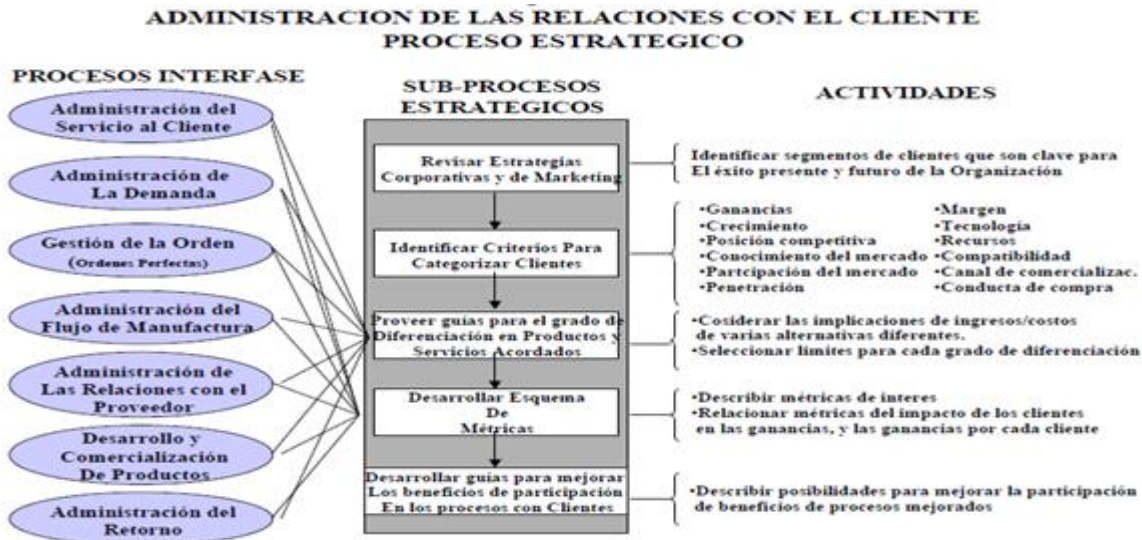 ADMINISTRACION DE LAS RELACIONES CON EL CLIENTE
PROCESO ESTRATEGICO
PROCESOS INTERFASE
Administración del
Servicio al Cliente
Administración de
La Demanda
Gestión de la Orden
(Ordenes Perfectas)
Administración del
Flujo de Manufactura
Administración de
Las Relaciones con el
Proveedor
Desarrollo y
Comercialización
De Productos
Administración del
Retorno
SUB-PROCESOS
ESTRATEGICOS
Revisar Estrategias
Corporativas y de Marketing
Identificar Criterios Para
Categorizar Clientes
Proveer guías para el grado de
Diferenciación en Productos y
Servicios Acordados
Desarrollar Esquema
De
Métricas
Desarrollar guías para mejorar
Los beneficios de participación
En los procesos con Clientes
ACTIVIDADES
Identificar segmentos de clientes que son clave para
El éxito presente y futuro de la Organización
•Ganancias
•Crecimiento
•Posición competitiva
•Conocimiento del mercado
•Partcipación del mercado
•Penetración
•Margen
•Tecnología
•Recursos
•Compatibilidad
•Canal de comercializac.
•Conducta de compra
•Cosiderar las implicaciones de ingresos/costos
de varias alternativas diferentes.
•Seleccionar limites para cada grado de diferenciación
•Describir métricas de interes
•Relacionar métricas del impacto de los clientes
en las ganancias, y las ganancias por cada cliente
•Describir posibilidades para mejorar la participación
de beneficios de procesos mejorados